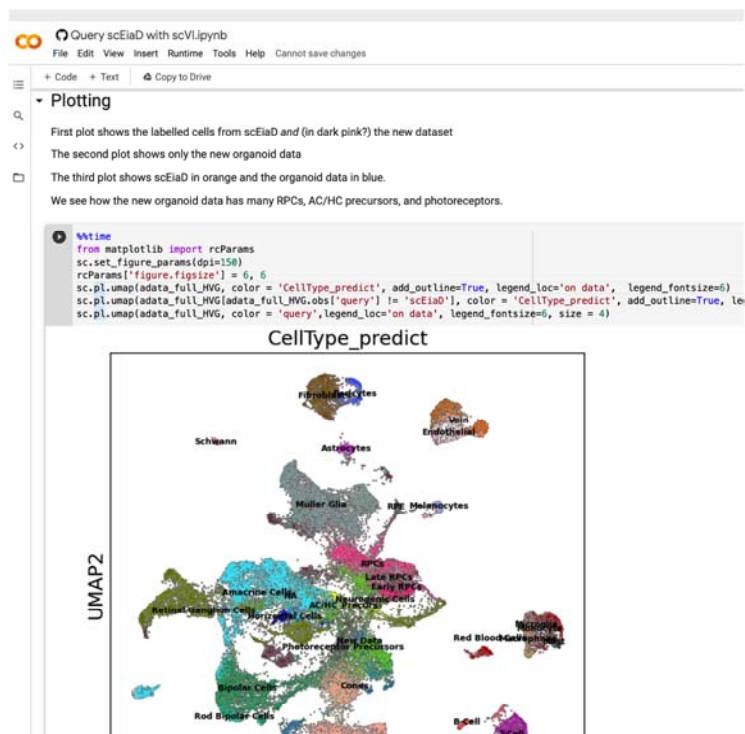 Query scEiaD with scVI.ipynb
File Edit View Insert Runtime Tools Help Cannot save changes
+ Code + Text Copy to Drive
Plotting
First plot shows the labelled cells from scEiaD and (in dark pink?) the new dataset
The second plot shows only the new organoid data
The third plot shows scEiaD in orange and the organoid data in blue.
We see how the new organoid data has many RPCs, AC/HC precursors, and photoreceptors.
%%time
from matplotlib import rcParams
sc.set_figure_params(dpi=150)
rcParams['figure.figsize'] = 6, 6
sc.pl.umap(adata_full_HVG, color = 'CellType_predict', add_outline=True, legend_loc='on data', legend_fontsize=6)
sc.pl.umap(adata_full_HVG[adata_full_HVG.obs['query'] != 'scEiaD'], color = 'CellType_predict', add_outline=True, le
sc.pl.umap(adata_full_HVG, color = 'query',legend_loc='on data', legend_fontsize=6, size = 4)
CellType_predict
Vein
Endothelial
Schwann
Astrocytes
Muller Glia
RPE Melanocytes
RPCs
Late RPCs
Early RPCs
Amacrine Cells
Neurogenic Cells
AC/HC Precurs
Retinal Ganglion Cells
Horizontal Cells
New Data
Photoreceptor Precursors
Red Blood Cells
Bipolar Cells
Cones
Rod Bipolar Cells
B-Cell
UMAP2